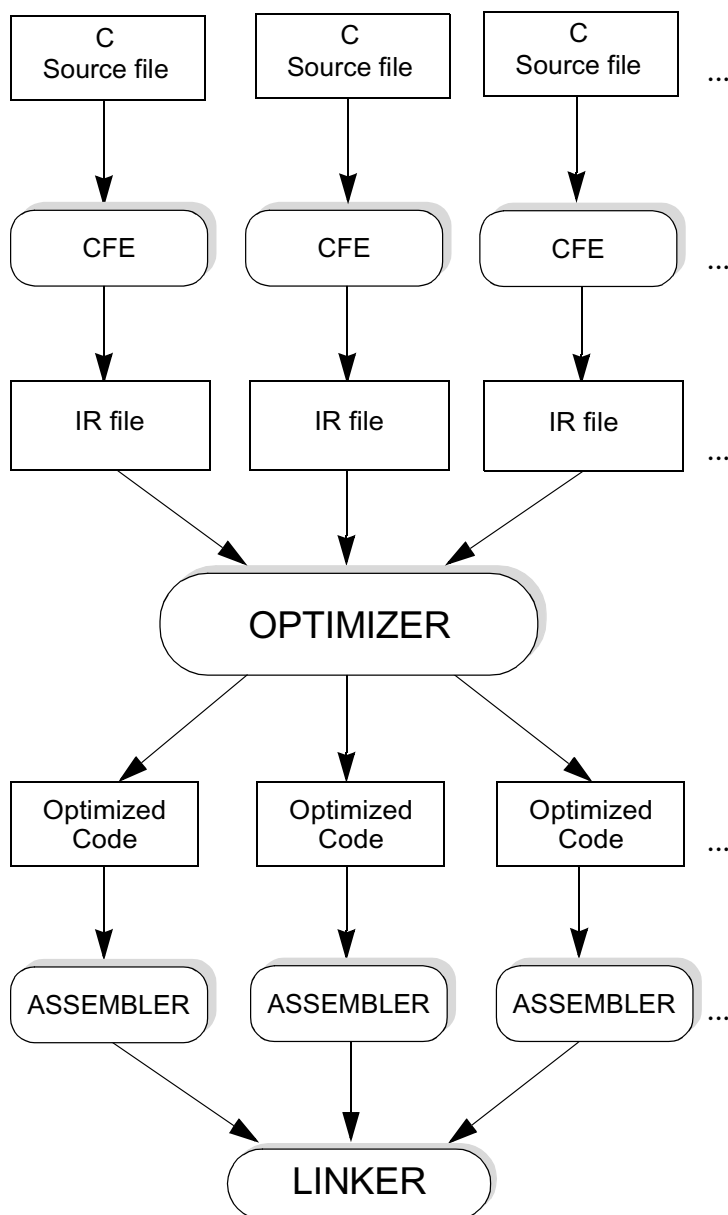 C
Source file
C
Source file
C
Source file
...
CFE
CFE
CFE
...
IR file
IR file
IR file
...
OPTIMIZER
Optimized
Code
Optimized
Code
Optimized
Code
...
ASSEMBLER
ASSEMBLER
ASSEMBLER
...
LINKER